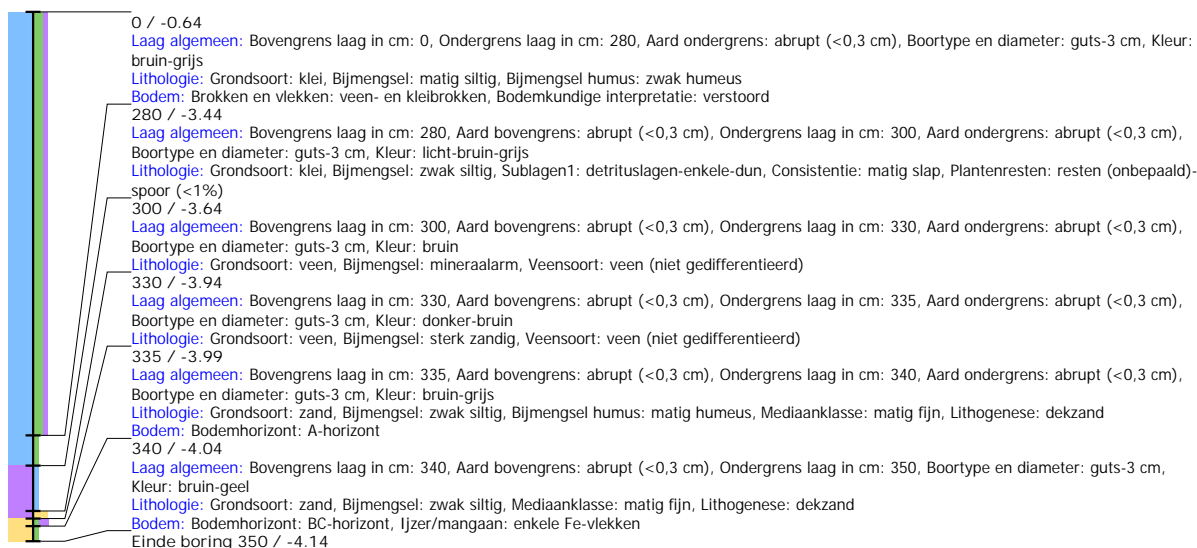 0 / -0.64
Laag algemeen: Bovengrens laag in cm: 0, Ondergrens laag in cm: 280, Aard ondergrens: abrupt (<0,3 cm), Boortype en diameter: guts-3 cm, Kleur:
bruin-grijs
Lithologie: Grondsoort: klei, Bijmengsel: matig siltig, Bijmengsel humus: zwak humeus
Bodem: Brokken en vlekken: veen- en kleibrokken, Bodemkundige interpretatie: verstoord
280 / -3.44
Laag algemeen: Bovengrens laag in cm: 280, Aard bovengrens: abrupt (<0,3 cm), Ondergrens laag in cm: 300, Aard ondergrens: abrupt (<0,3 cm),
Boortype en diameter: guts-3 cm, Kleur: licht-bruin-grijs
Lithologie: Grondsoort: klei, Bijmengsel: zwak siltig, Sublagen1: detrituslagen-enkele-dun, Consistentie: matig slap, Plantenresten: resten (onbepaald)-
spoor (<1%)
300 / -3.64
Laag algemeen: Bovengrens laag in cm: 300, Aard bovengrens: abrupt (<0,3 cm), Ondergrens laag in cm: 330, Aard ondergrens: abrupt (<0,3 cm),
Boortype en diameter: guts-3 cm, Kleur: bruin
Lithologie: Grondsoort: veen, Bijmengsel: mineraalarm, Veensoort: veen (niet gedifferentieerd)
330 / -3.94
Laag algemeen: Bovengrens laag in cm: 330, Aard bovengrens: abrupt (<0,3 cm), Ondergrens laag in cm: 335, Aard ondergrens: abrupt (<0,3 cm),
Boortype en diameter: guts-3 cm, Kleur: donker-bruin
Lithologie: Grondsoort: veen, Bijmengsel: sterk zandig, Veensoort: veen (niet gedifferentieerd)
335 / -3.99
Laag algemeen: Bovengrens laag in cm: 335, Aard bovengrens: abrupt (<0,3 cm), Ondergrens laag in cm: 340, Aard ondergrens: abrupt (<0,3 cm),
Boortype en diameter: guts-3 cm, Kleur: bruin-grijs
Lithologie: Grondsoort: zand, Bijmengsel: zwak siltig, Bijmengsel humus: matig humeus, Mediaanklasse: matig fijn, Lithogenese: dekzand
Bodem: Bodemhorizont: A-horizont
340 / -4.04
Laag algemeen: Bovengrens laag in cm: 340, Aard bovengrens: abrupt (<0,3 cm), Ondergrens laag in cm: 350, Boortype en diameter: guts-3 cm,
Kleur: bruin-geel
Lithologie: Grondsoort: zand, Bijmengsel: zwak siltig, Mediaanklasse: matig fijn, Lithogenese: dekzand
Bodem: Bodemhorizont: BC-horizont, Ijzer/mangaan: enkele Fe-vlekken
Einde boring 350 / -4.14